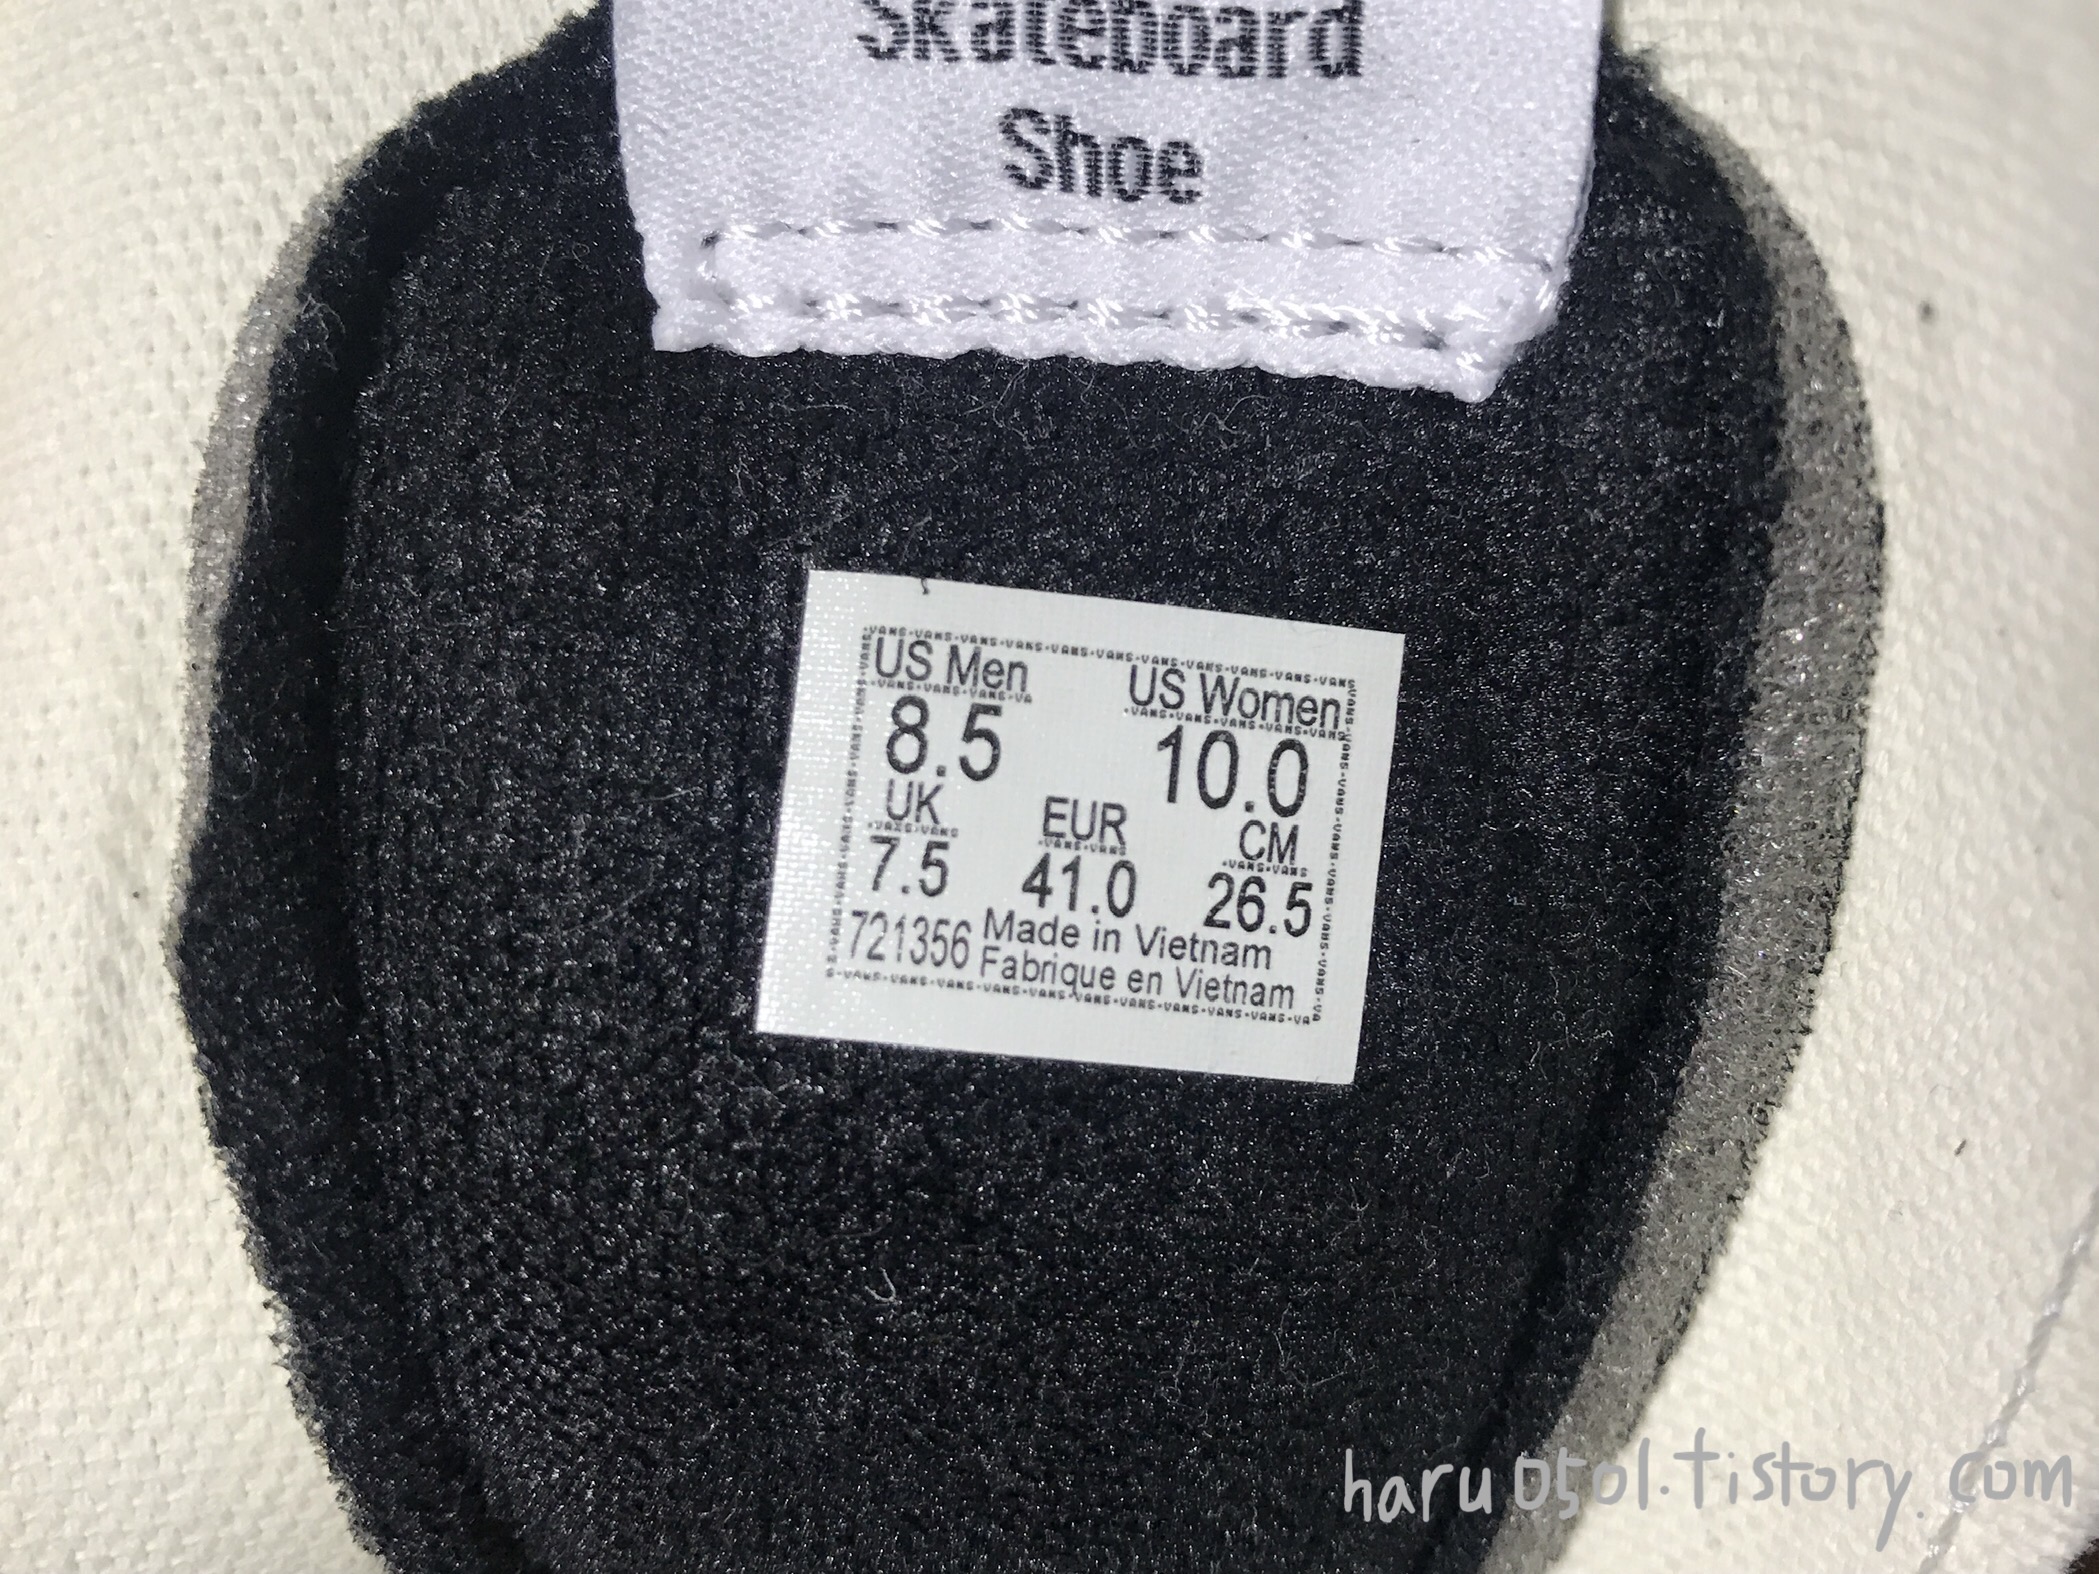 Skateboard
Shoe
US Men US Women
8.5 10.0
UK EUR CM
7.5 41.0 26.5
721356 Made in Vietnam
Fabrique en Vietnam
haru0501.Tistory.com